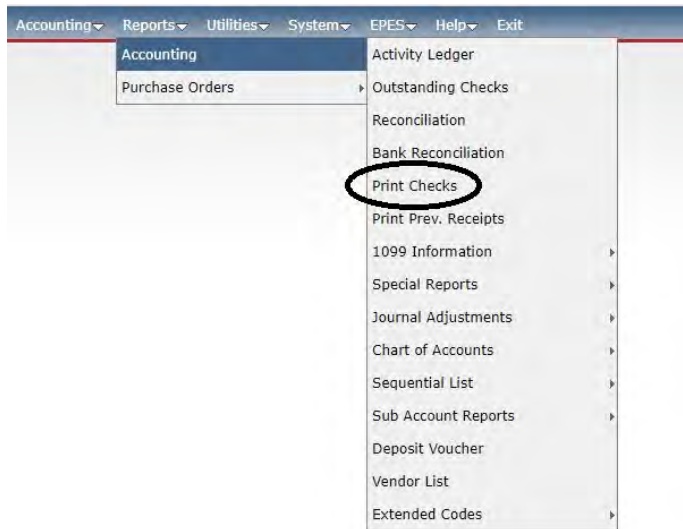 Accounting Reports Utilities System EPES Help Exit
Accounting
Purchase Orders
Activity Ledger
Outstanding Checks
Reconciliation
Bank Reconciliation
Print Checks
Print Prev. Receipts
1099 Information
Special Reports
Journal Adjustments
Chart of Accounts
Sequential List
Sub Account Reports
Deposit Voucher
Vendor List
Extended Codes